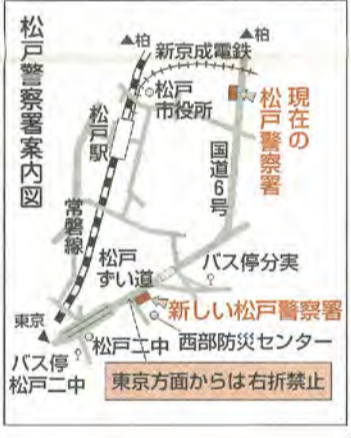 松戸警察署案内図
▲柏
▲柏
新京成電鉄
松戸
市役所
現在の
松戸警察署
松戸駅
国道6号
常磐線
松戸
ずい道
バス停分実
新しい松戸警察署
東京
松戸二中
西部防災センター
バス停
松戸二中
東京方面からは右折禁止